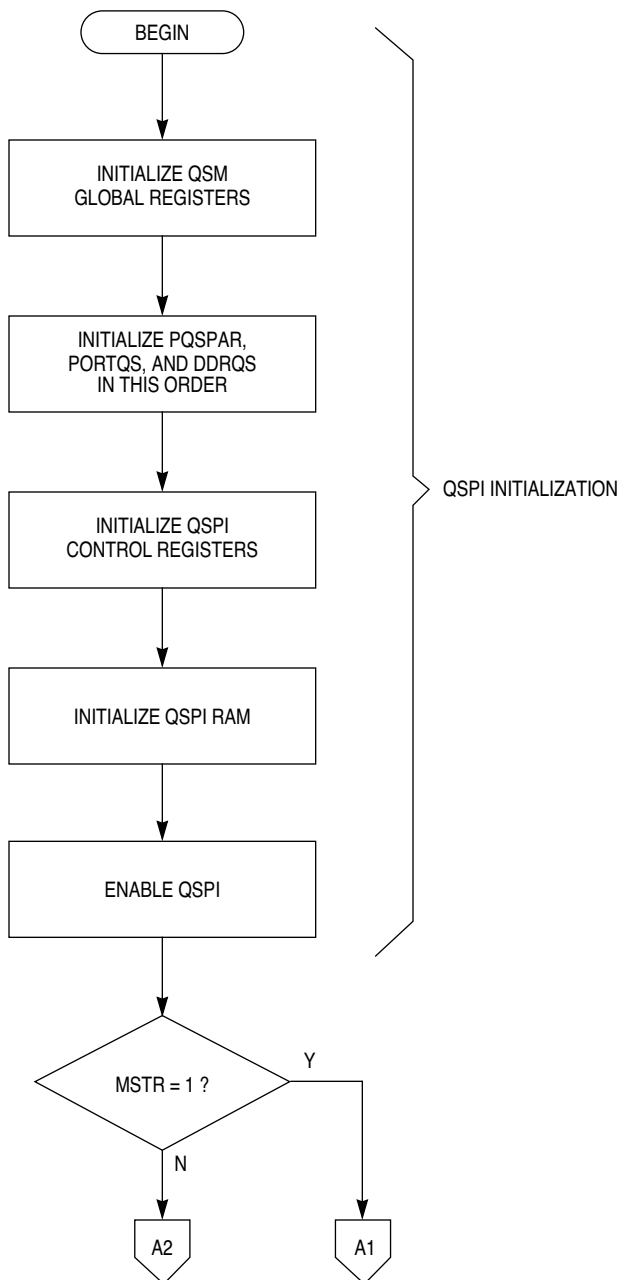 BEGIN
INITIALIZE QSM
GLOBAL REGISTERS
INITIALIZE PQSPAR,
PORTQS, AND DDRQS
IN THIS ORDER
QSPI INITIALIZATION
INITIALIZE QSPI
CONTROL REGISTERS
INITIALIZE QSPI RAM
ENABLE QSPI
MSTR = 1 ?
Y
N
A2
A1